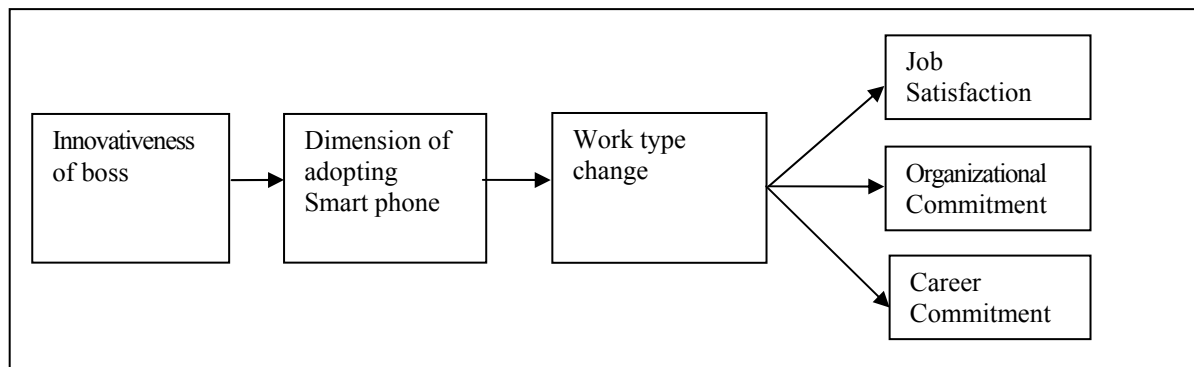 Innovativeness
of boss
Dimension of
adopting
Smart phone
Work type
change
Job
Satisfaction
Organizational
Commitment
Career
Commitment